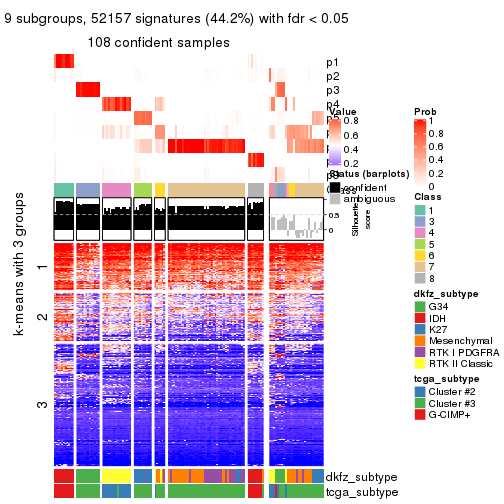 9 subgroups, 52157 signatures (44.2%) with fdr < 0.05
108 confident samples
p1
p2
p3
p4
Value
0.8
0.6
0.4
0.2
Status (barplots)
confident
ambiguous
0.5
0
Silhouette
score
k-means with 3 groups
1
2
3
Prob
1
0.8
0.6
0.4
0.2
0
Class
1
3
4
5
6
7
8
dkfz_subtype
G34
IDH
K27
Mesenchymal
RTK I PDGFRA
RTK II Classic
tcga_subtype
Cluster #2
Cluster #3
G-CIMP+
dkfz_subtype
tcga_subtype